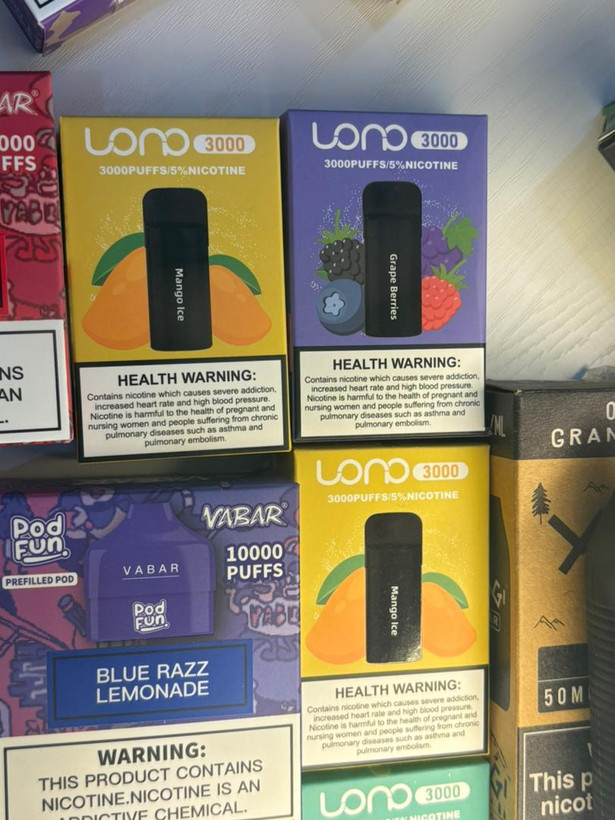 AR®
000
FFS
NS
AN
LONO 3000
3000PUFFS/5%NICOTINE
Mango Ice
HEALTH WARNING:
Contains nicotine which causes severe addiction,
increased heart rate and high blood pressure.
Nicotine is harmful to the health of pregnant and
nursing women and people suffering from chronic
pulmonary diseases such as asthma and
pulmonary embolism.
LONO 3000
3000PUFFS/5%NICOTINE
Grape Berries
HEALTH WARNING:
Contains nicotine which causes severe addiction,
increased heart rate and high blood pressure.
Nicotine is harmful to the health of pregnant and
nursing women and people suffering from chronic
pulmonary diseases such as asthma and
pulmonary embolism.
Pod
Fun.
PREFILLED POD
VABAR®
10000
PUFFS
VABAR
Pod
Fun.
BLUE RAZZ
LEMONADE
WARNING:
THIS PRODUCT CONTAINS
NICOTINE.NICOTINE IS AN
ADDICTIVE CHEMICAL.
LONO 3000
3000PUFFS/5%NICOTINE
Mango Ice
HEALTH WARNING:
Contains nicotine which causes severe addiction,
increased heart rate and high blood pressure.
Nicotine is harmful to the health of pregnant and
nursing women and people suffering from chronic
pulmonary diseases such as asthma and
pulmonary embolism.
LONO 3000
/ML
GRAN
50M
This p
nicot